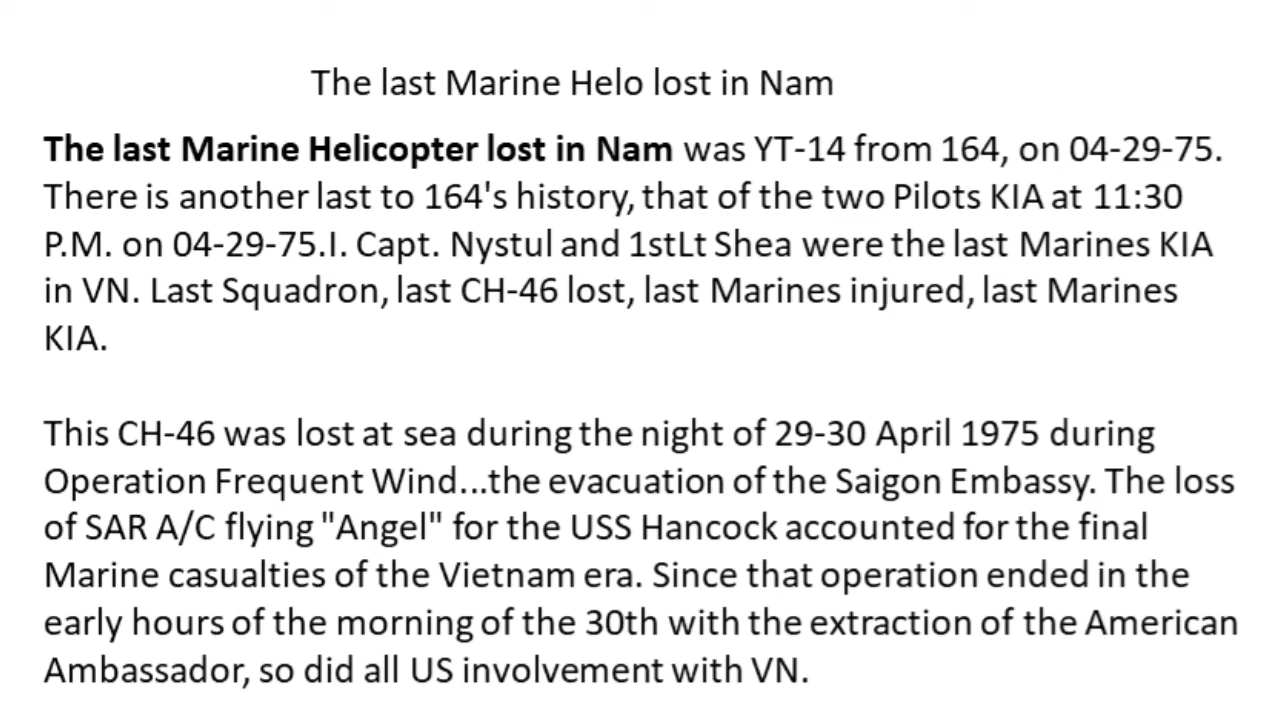 The last Marine Helo lost in Nam
The last Marine Helicopter lost in Nam was YT-14 from 164, on 04-29-75.
There is another last to 164's history, that of the two Pilots KIA at 11:30
P.M. on 04-29-75.I. Capt. Nystul and 1stLt Shea were the last Marines KIA
in VN. Last Squadron, last CH-46 lost, last Marines injured, last Marines
KIA.
This CH-46 was lost at sea during the night of 29-30 April 1975 during
Operation Frequent Wind...the evacuation of the Saigon Embassy. The loss
of SAR A/C flying "Angel" for the USS Hancock accounted for the final
Marine casualties of the Vietnam era. Since that operation ended in the
early hours of the morning of the 30th with the extraction of the American
Ambassador, so did all US involvement with VN.